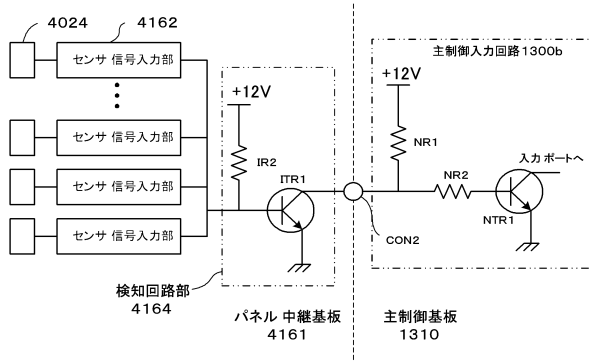 4024
4162
主制御入力回路1300b
センサ 信号入力部
+12V
+12V
センサ 信号入力部
NR1
入力ポートへ
IR2
ITR1
NR2
センサ 信号入力部
NTR1
センサ 信号入力部
CON2
検知回路部
4164
パネル 中継基板
4161
主制御基板
1310